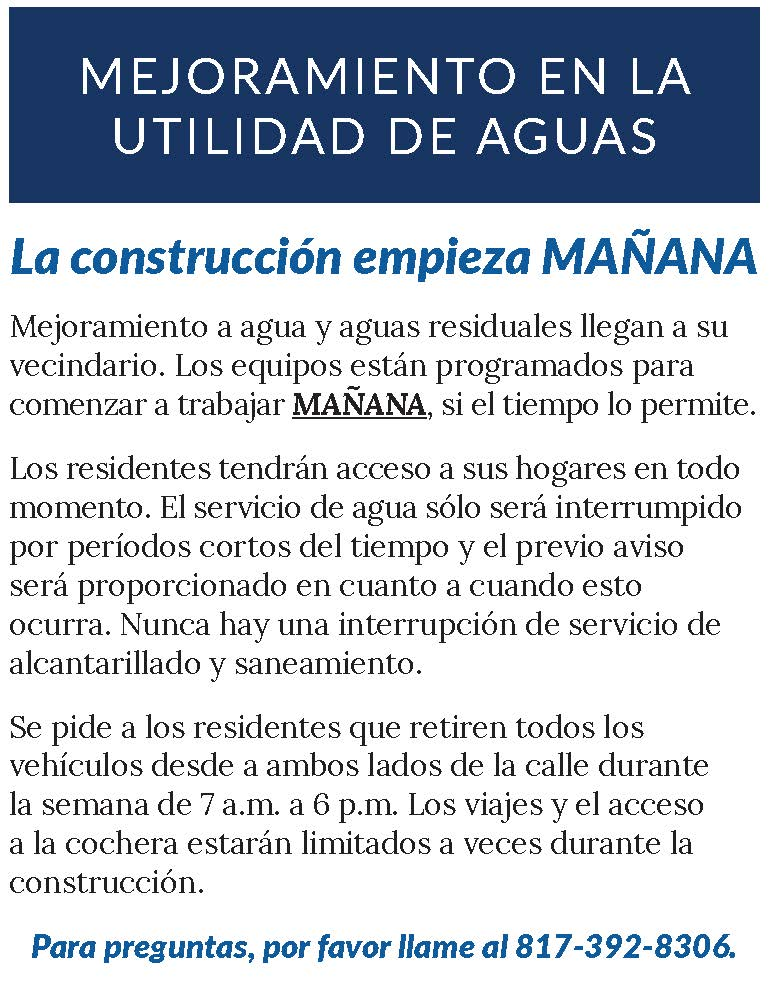 MEJORAMIENTO EN LA
UTILIDAD DE AGUAS
La construcción empieza MAÑANA
Mejoramiento a agua y aguas residuales llegan a su
vecindario. Los equipos están programados para
comenzar a trabajar MAÑANA, si el tiempo lo permite.
Los residentes tendrán acceso a sus hogares en todo
momento. El servicio de agua sólo será interrumpido
por períodos cortos del tiempo y el previo aviso
será proporcionado en cuanto a cuando esto
ocurra. Nunca hay una interrupción de servicio de
alcantarillado y saneamiento.
Se pide a los residentes que retiren todos los
vehículos desde a ambos lados de la calle durante
la semana de 7 a.m. a 6 p.m. Los viajes y el acceso
a la cochera estarán limitados a veces durante la
construcción.
Para preguntas, por favor llame al 817-392-8306.